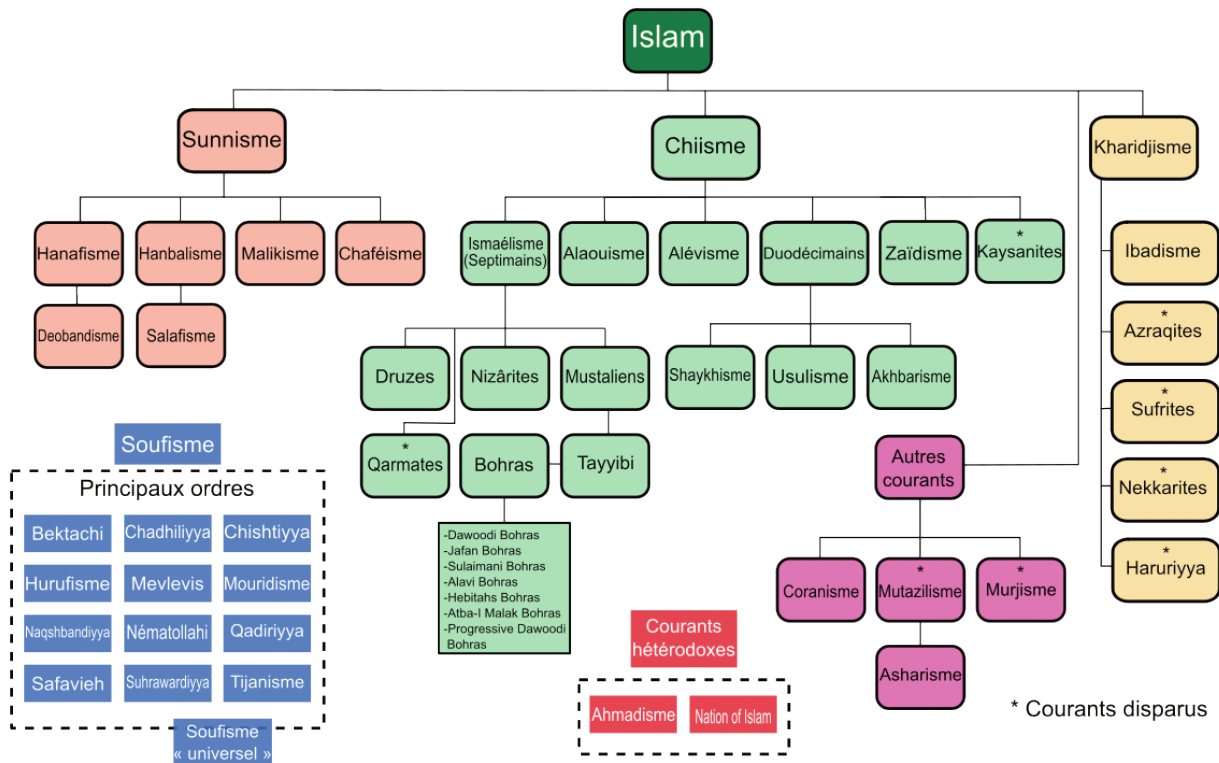 Islam
Sunnisme
Chiisme
Kharidjisme
Hanafisme
Hanbalisme
Malikisme
Chaféisme
Ismaélisme
(Septimains)
Alaouisme
Alévisme
Duodécimains
Zaïdisme
*
Kaysanites
Ibadisme
Deobandisme
Salafisme
*
Azraqites
Druzes
Nizârites
Mustaliens
Shaykhisme
Usulisme
Akhbarisme
*
Sufrites
Soufisme
Principaux ordres
Bektachi
Chadhiliyya
Chishtiyya
Hurufisme
Mevlevis
Mouridisme
Naqshbandiyya
Nématollahi
Qadiriyya
Safavieh
Suhrawardiyya
Tijanisme
Soufisme
« universel »
*
Qarmates
Bohras
Tayyibi
-Dawoodi Bohras
-Jafan Bohras
-Sulaimani Bohras
-Alavi Bohras
-Hebitahs Bohras
-Atba-I Malak Bohras
-Progressive Dawoodi
Bohras
Autres
courants
*
Nekkarites
Coranisme
*
Mutazilisme
*
Murjisme
*
Haruriyya
Asharisme
Courants
hétérodoxes
Ahmadisme
Nation of Islam
* Courants disparus